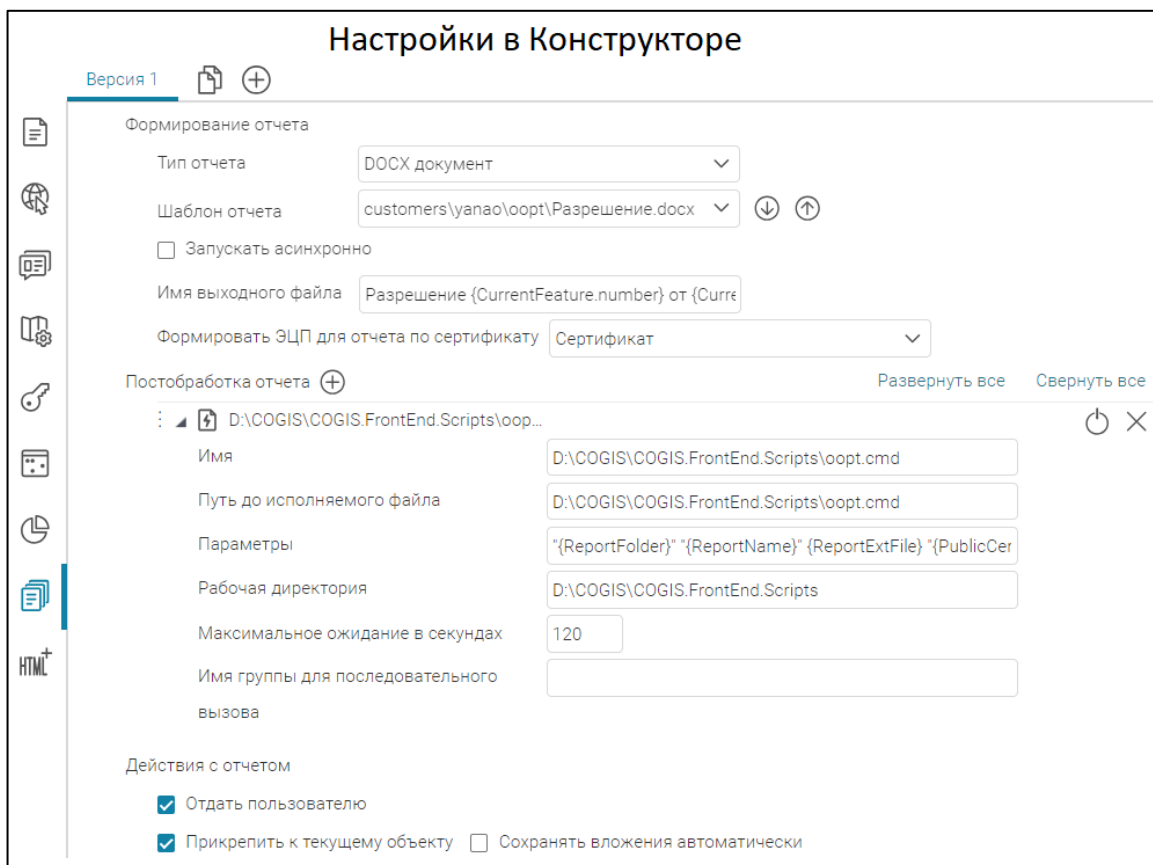 Настройки в Конструкторе
Версия 1
Формирование отчета
Тип отчета DOCX документ
Шаблон отчета customers\yanao\oopt\Разрешение.docx
Запускать асинхронно
Имя выходного файла Разрешение {CurrentFeature.number} от {Curre
Формировать ЭЦП для отчета по сертификату Сертификат
Постобработка отчета Развернуть все Свернуть все
D:\COGIS\COGIS.FrontEnd.Scripts\oop...
Имя D:\COGIS\COGIS.FrontEnd.Scripts\oopt.cmd
Путь до исполняемого файла D:\COGIS\COGIS.FrontEnd.Scripts\oopt.cmd
Параметры "{ReportFolder}" "{ReportName}" {ReportExtFile} "{PublicCer
Рабочая директория D:\COGIS\COGIS.FrontEnd.Scripts
Максимальное ожидание в секундах 120
Имя группы для последовательного
вызова
HTML+
Действия с отчетом
Отдать пользователю
Прикрепить к текущему объекту Сохранять вложения автоматически